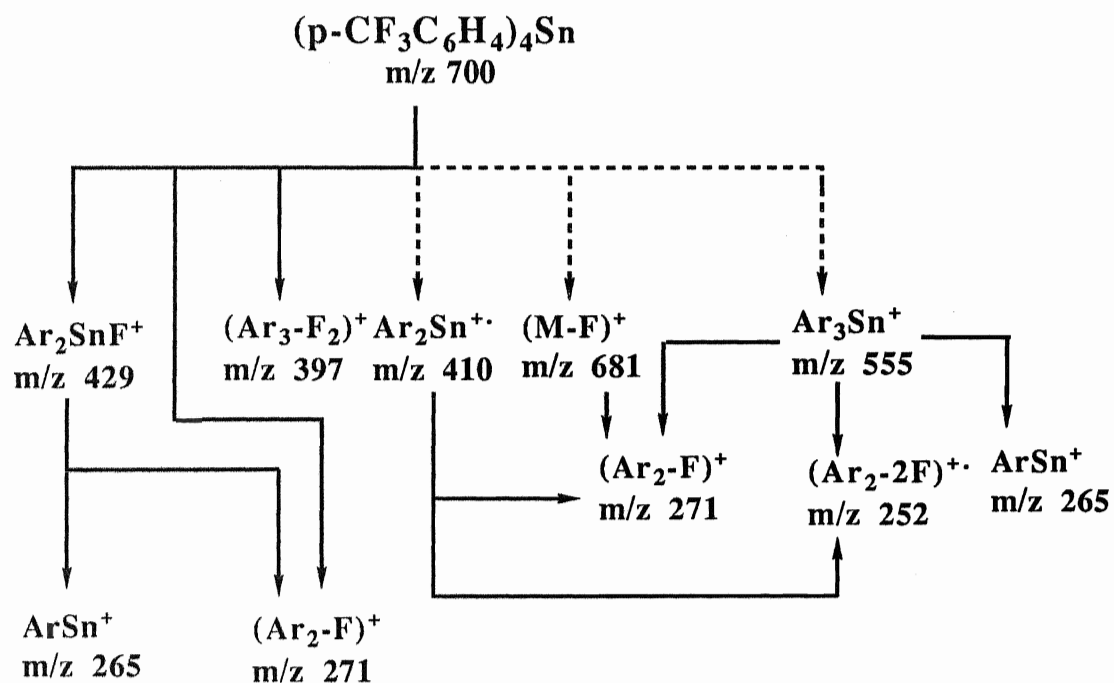 (p-CF₃C₆H₄)₄Sn
m/z 700
Ar₂SnF⁺
m/z 429
(Ar₃-F₂)⁺
m/z 397
Ar₂Sn⁺·
m/z 410
(M-F)⁺
m/z 681
Ar₃Sn⁺
m/z 555
(Ar₂-F)⁺
m/z 271
(Ar₂-2F)⁺·
m/z 252
ArSn⁺
m/z 265
ArSn⁺
m/z 265
(Ar₂-F)⁺
m/z 271